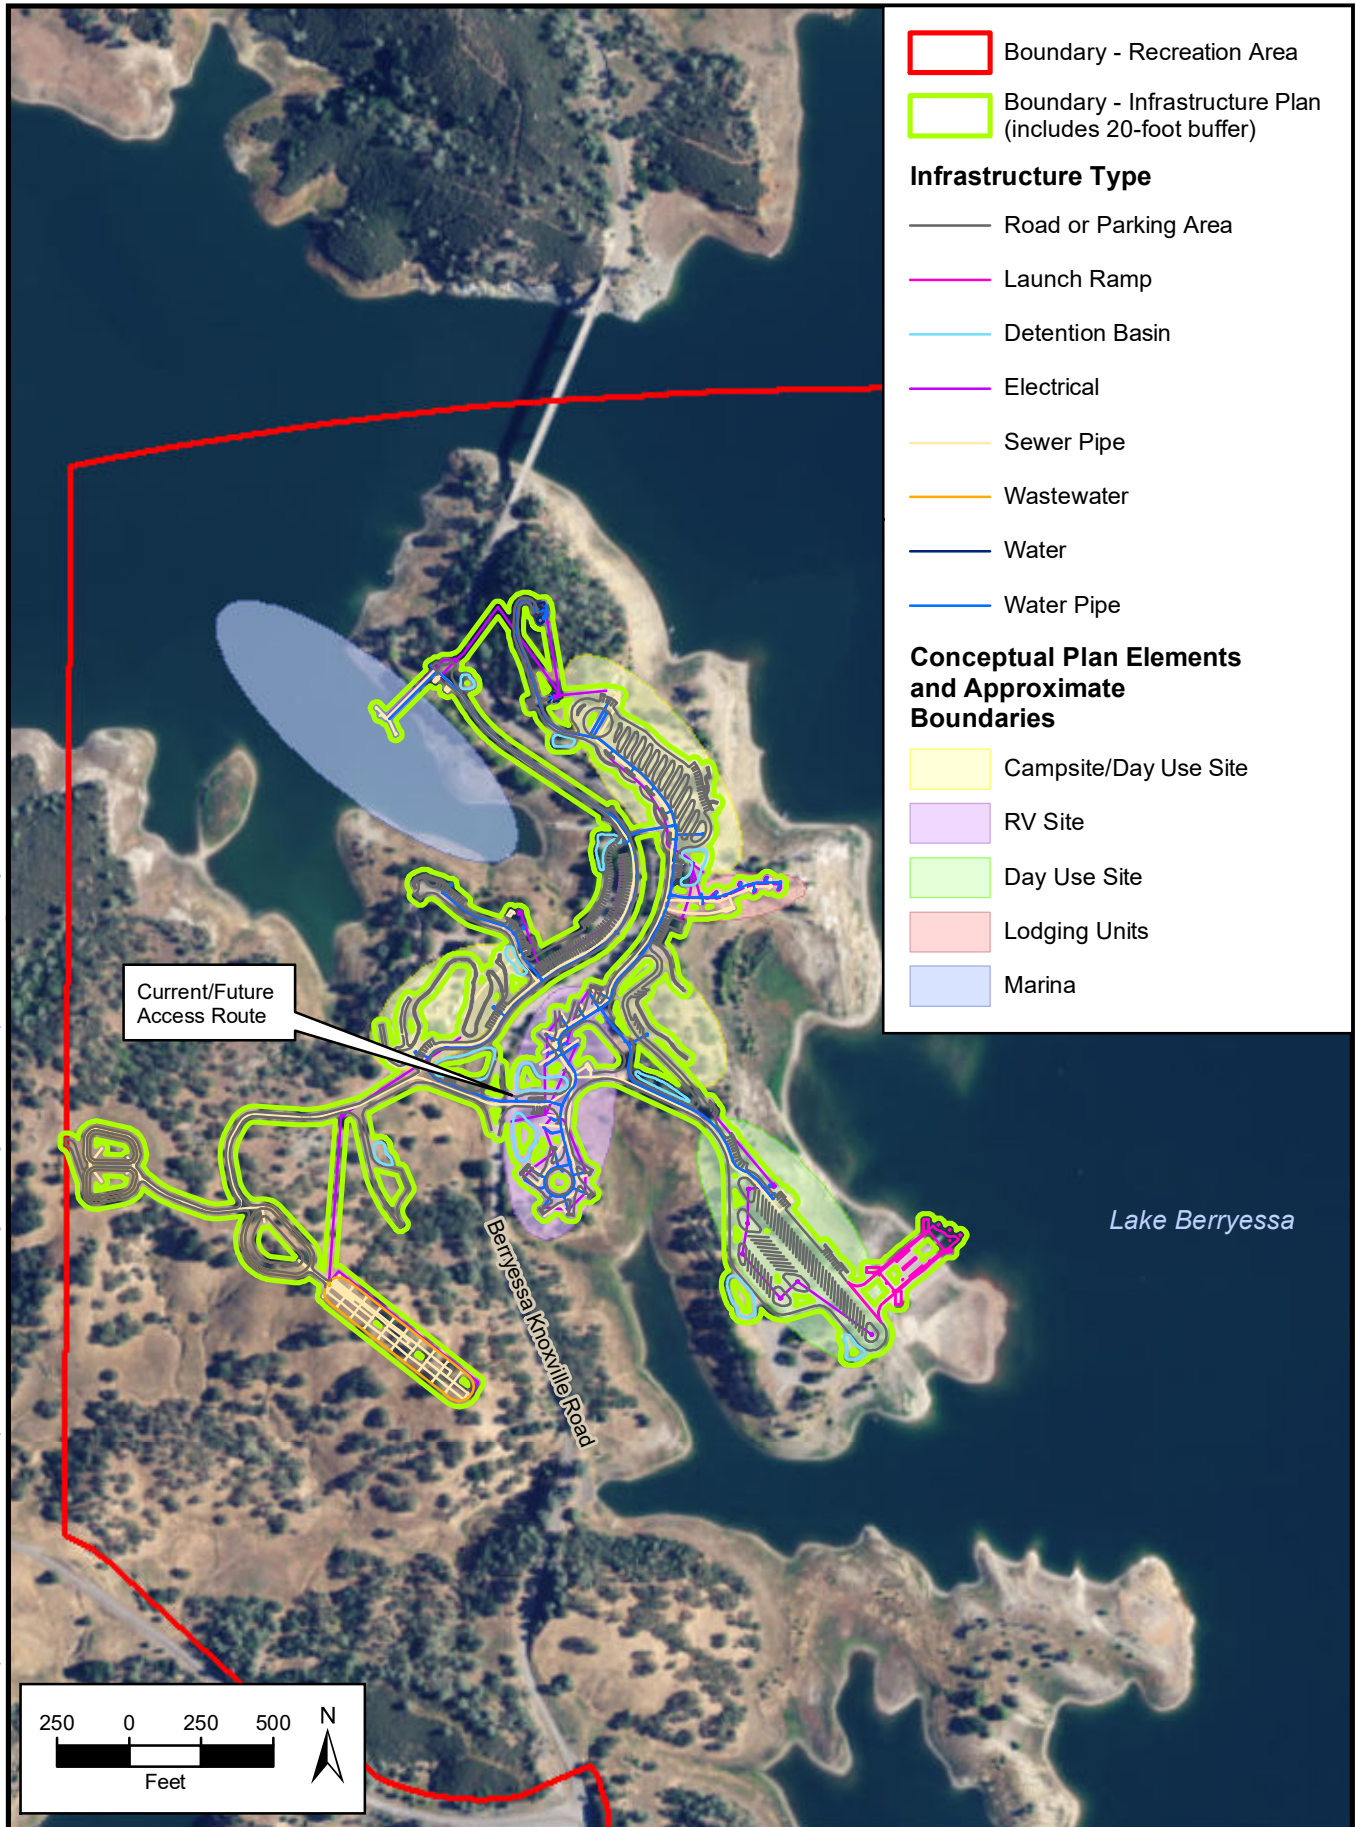 Boundary - Recreation Area
Boundary - Infrastructure Plan
(includes 20-foot buffer)
Infrastructure Type
Road or Parking Area
Launch Ramp
Detention Basin
Electrical
Sewer Pipe
Wastewater
Water
Water Pipe
Conceptual Plan Elements
and Approximate
Boundaries
Campsite/Day Use Site
RV Site
Day Use Site
Lodging Units
Marina
Current/Future
Access Route
Lake Berryessa
Berryessa Knoxville Road
250 0 250 500
Feet
N